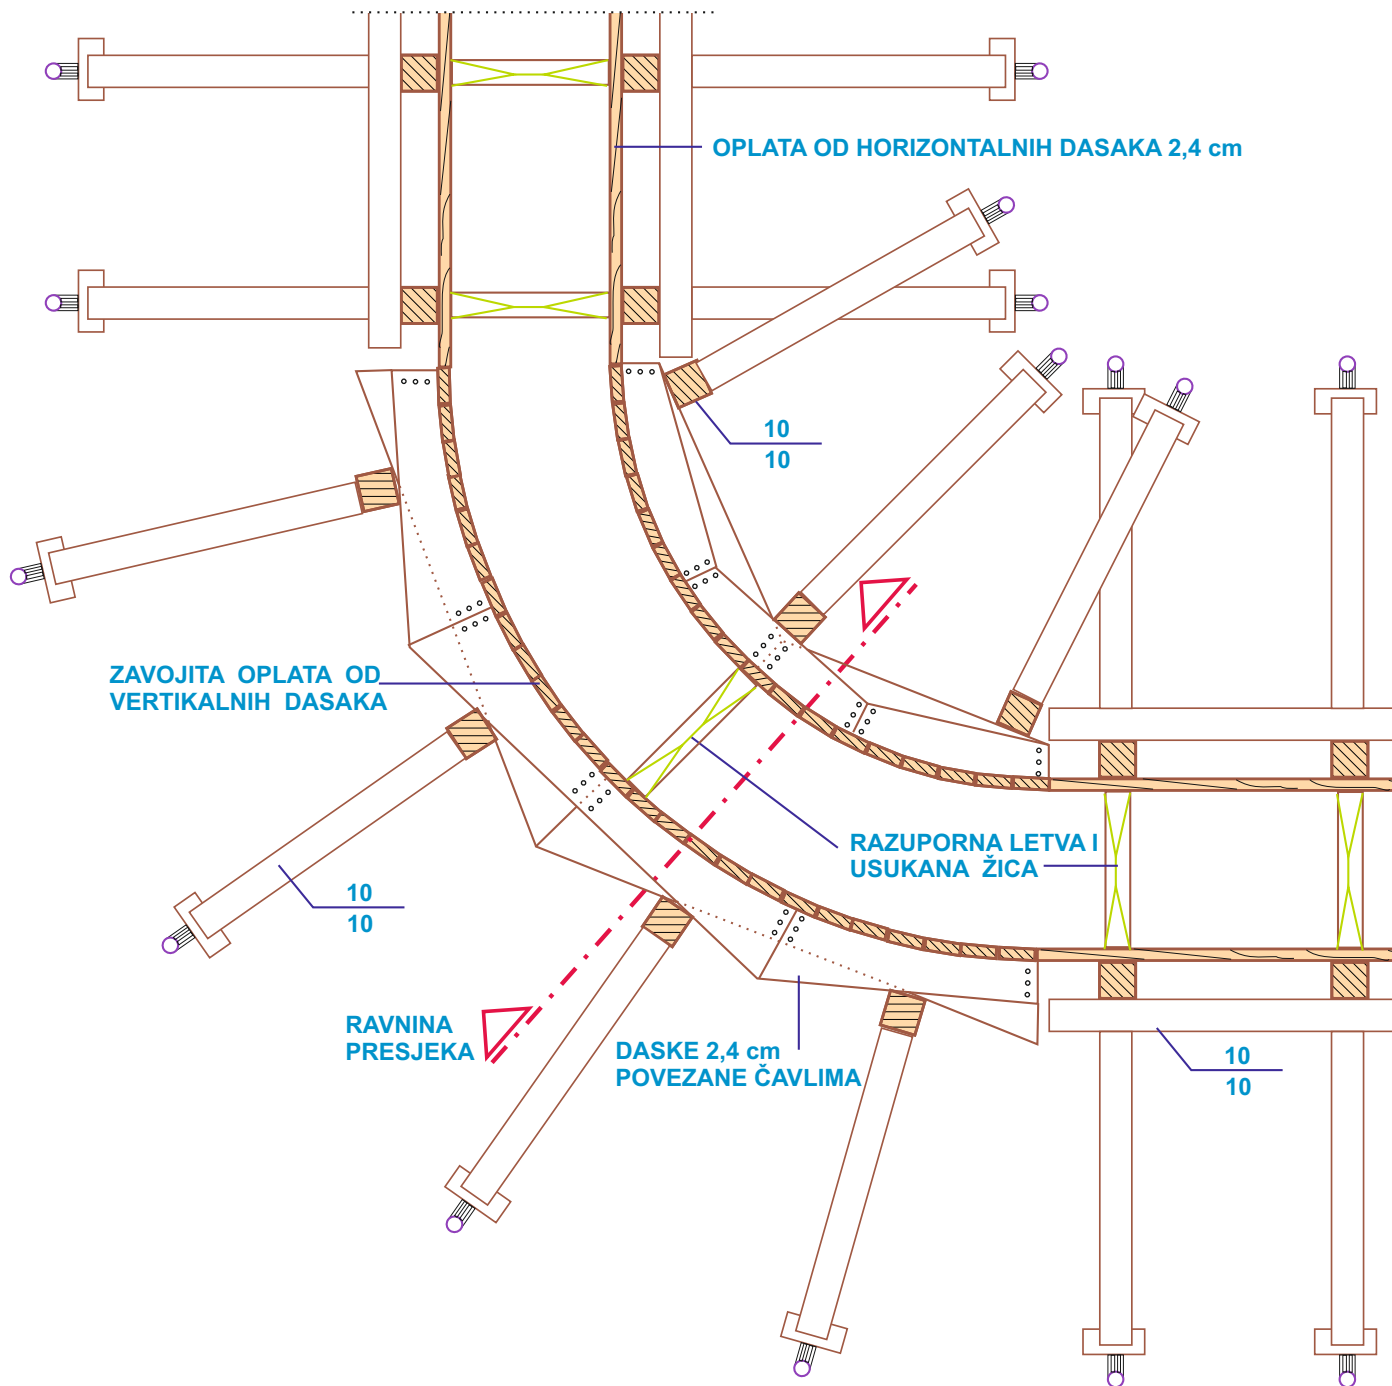 OPLATA OD HORIZONTALNIH DASAKA 2,4 cm
10
10
ZAVOJITA OPLATA OD
VERTIKALNIH DASAKA
RAZUPORNA LETVA I
USUKANA ŽICA
10
10
RAVNINA
PRESJEKA
DASKE 2,4 cm
POVEZANE ČAVLIMA
10
10